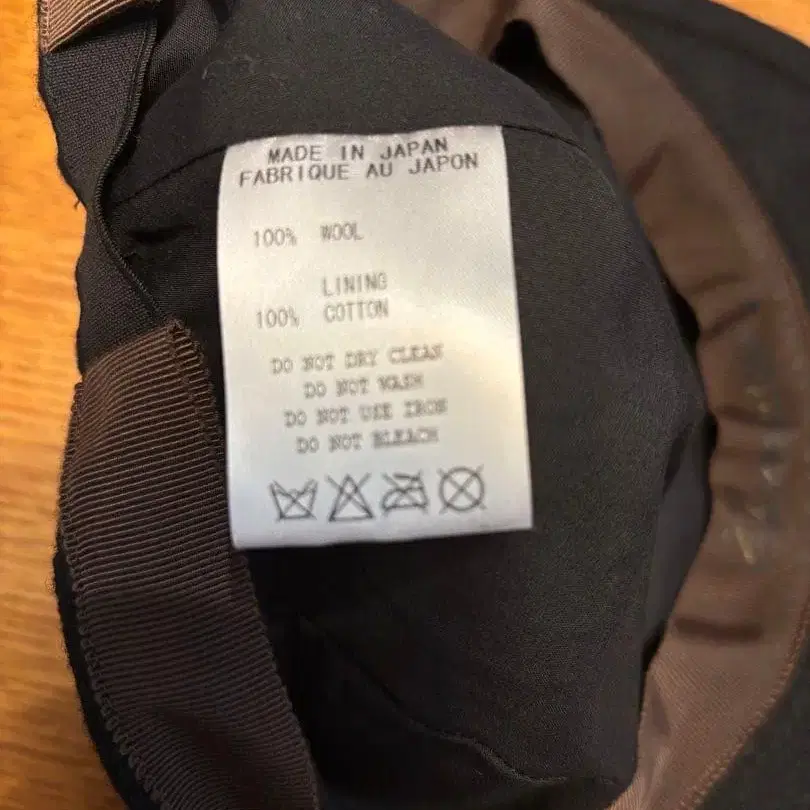 MADE IN JAPAN
FABRIQUE AU JAPON
100% WOOL
LINING
100% COTTON
DO NOT DRY CLEAN
DO NOT WASH
DO NOT USE IRON
DO NOT BLEACH